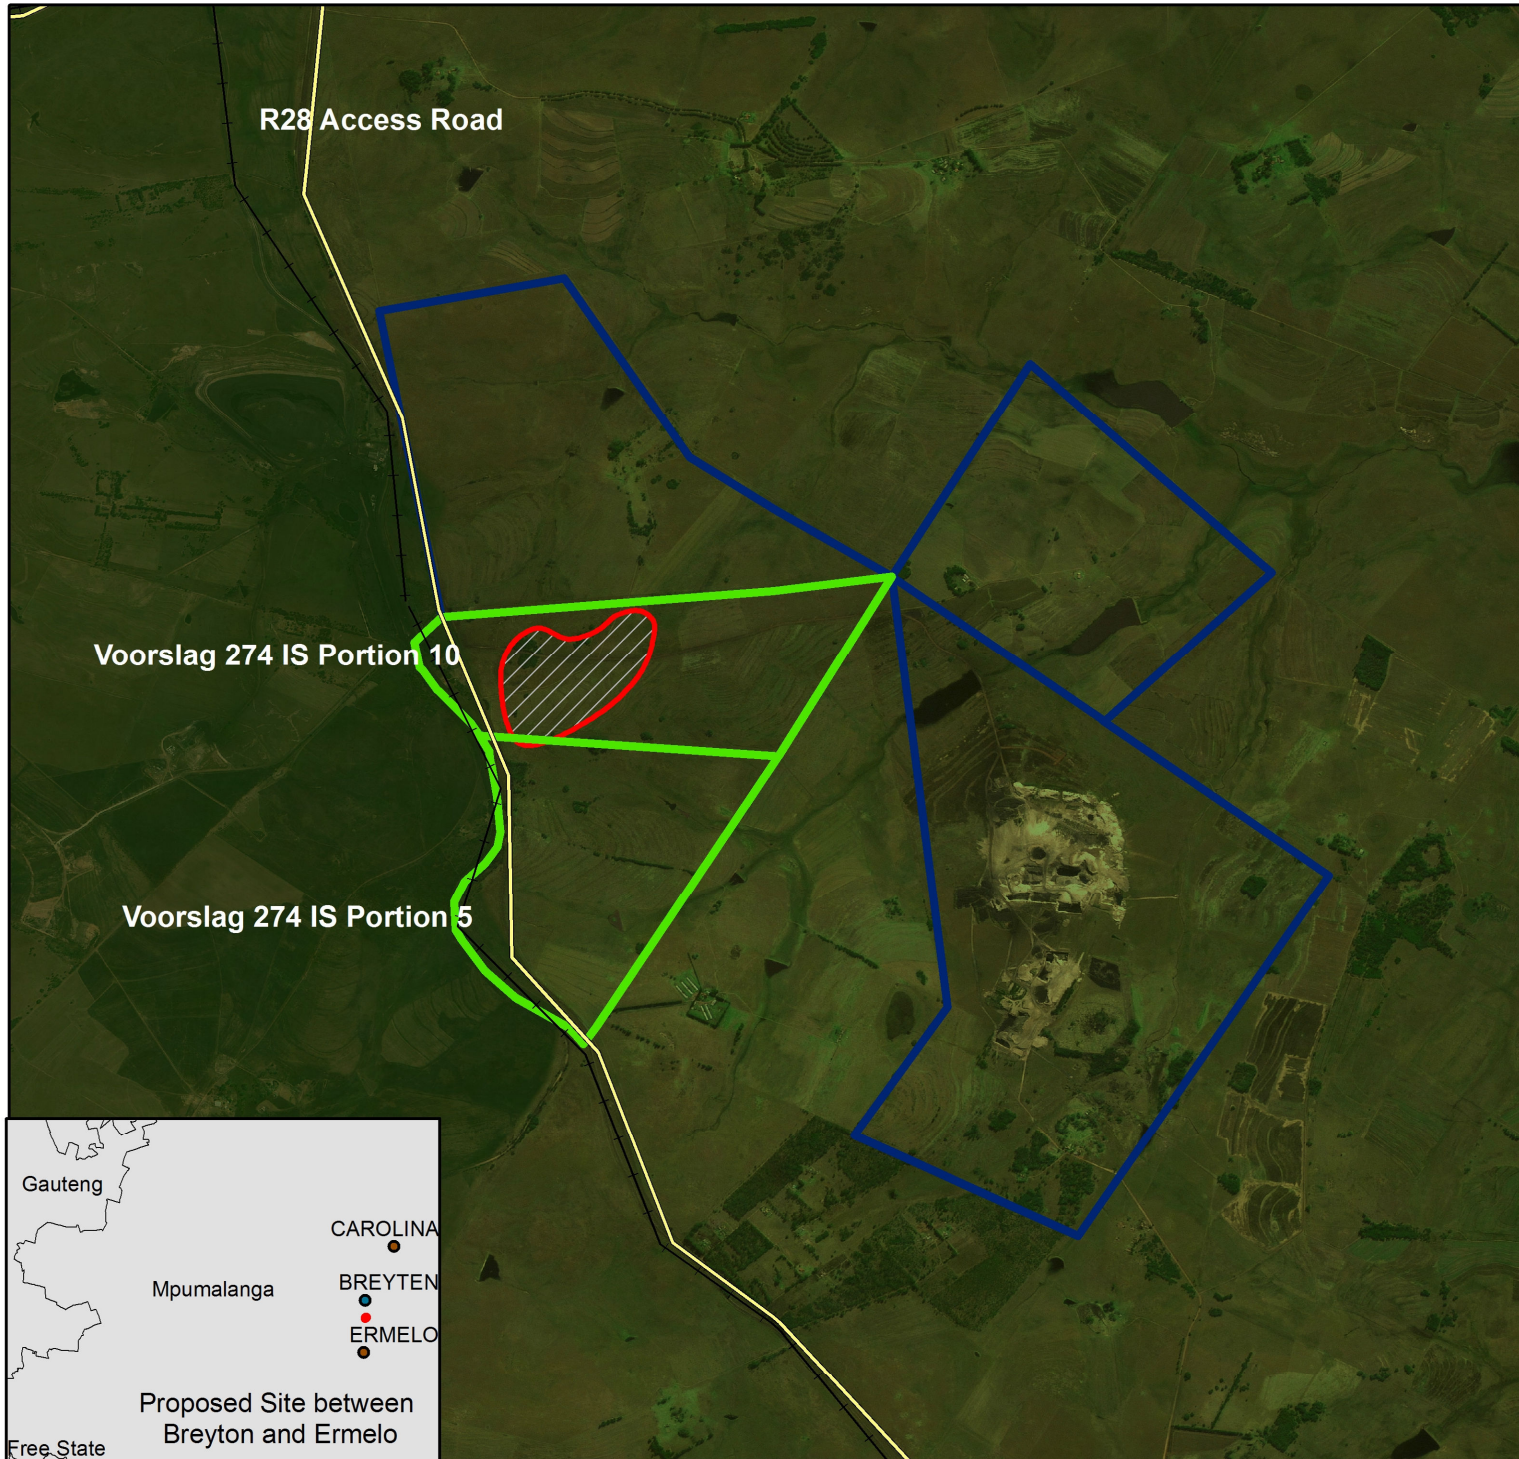 R28 Access Road
Voorslag 274 IS Portion 10
Voorslag 274 IS Portion 5
Gauteng
CAROLINA
Mpumalanga
BREYTEN
ERMELO
Proposed Site between
Breyton and Ermelo
Free State